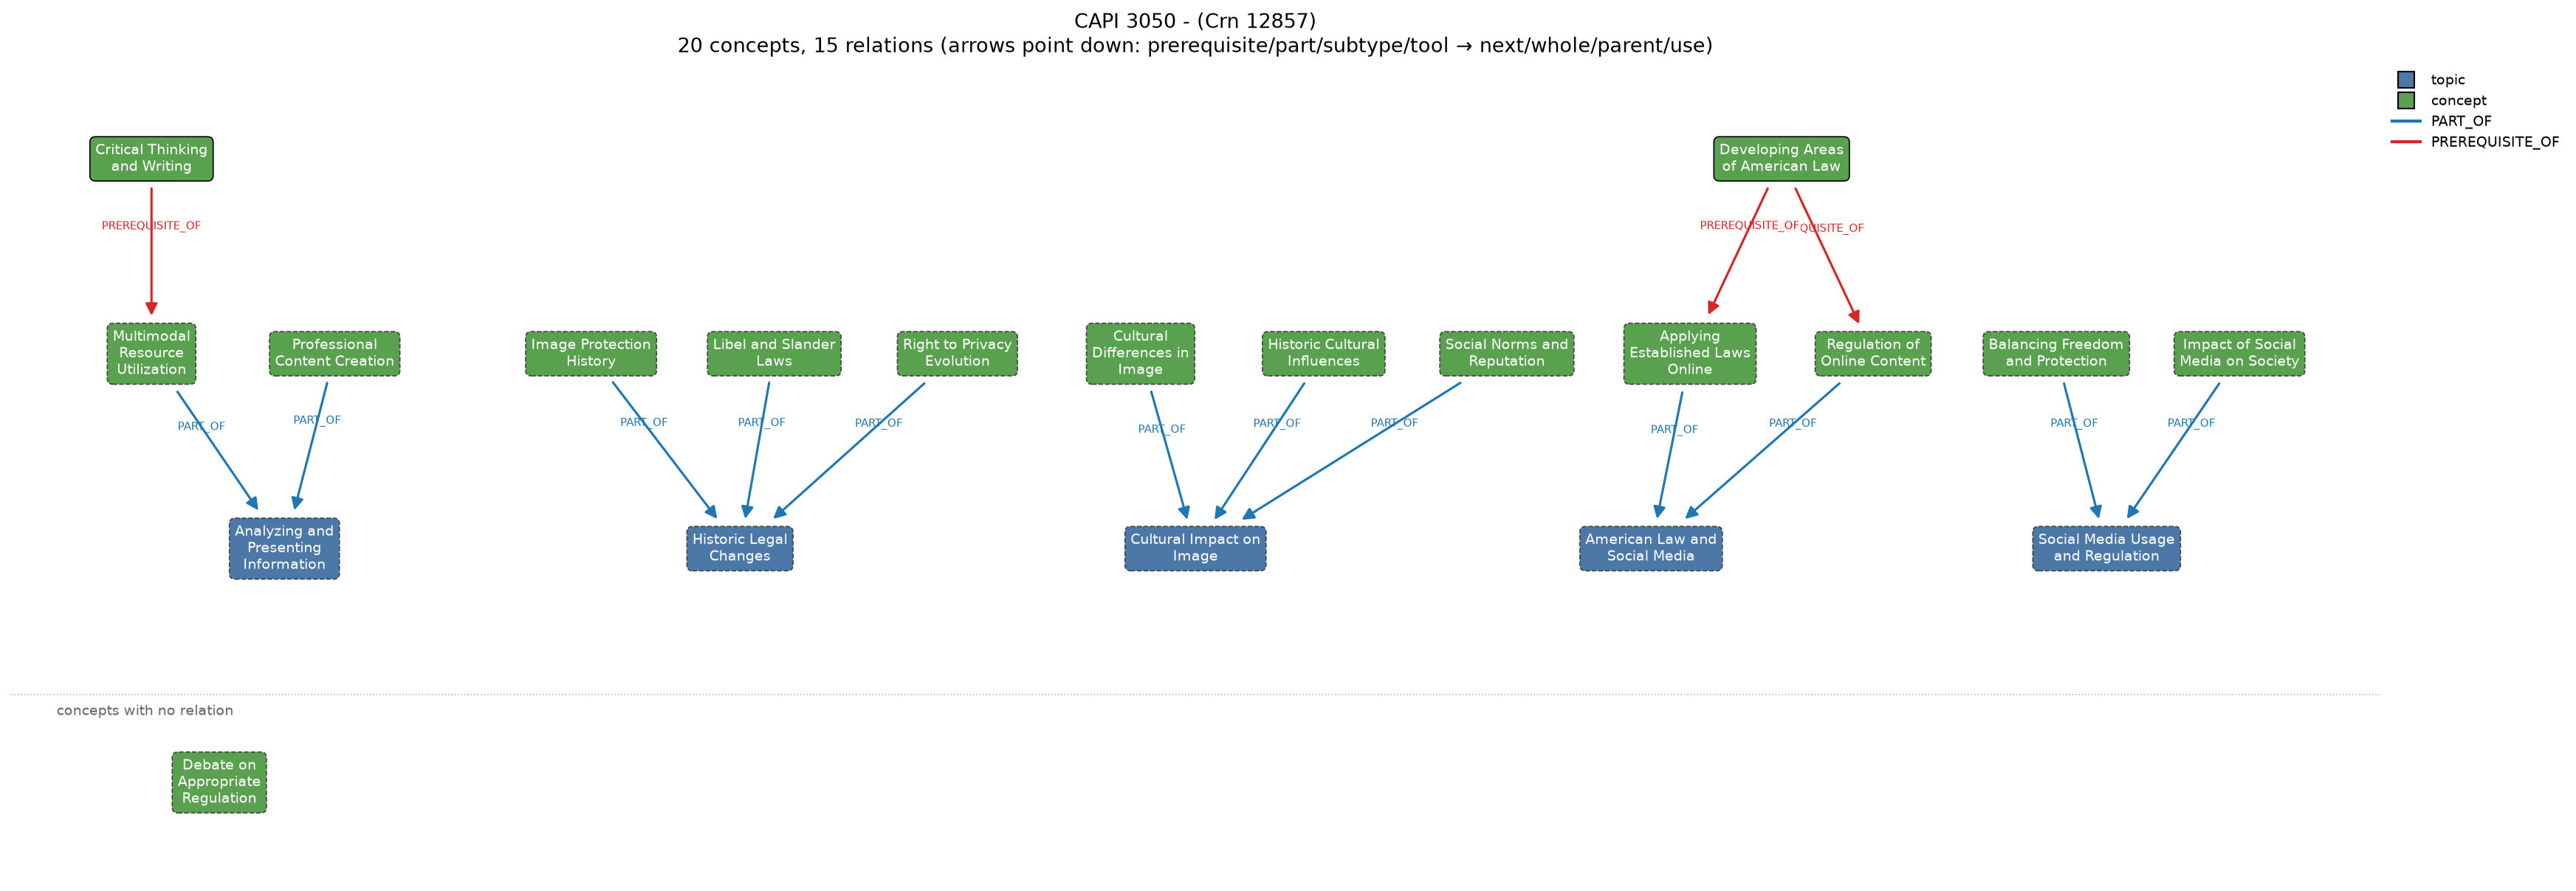 CAPI 3050 - (Crn 12857)
20 concepts, 15 relations (arrows point down: prerequisite/part/subtype/tool → next/whole/parent/use)
topic
concept
PART_OF
PREREQUISITE_OF
Critical Thinking
and Writing
Developing Areas
of American Law
PREREQUISITE_OF
PREREQUISITE_OF
QUISITE_OF
Multimodal
Resource
Utilization
Professional
Content Creation
Image Protection
History
Libel and Slander
Laws
Right to Privacy
Evolution
Cultural
Differences in
Image
Historic Cultural
Influences
Social Norms and
Reputation
Applying
Established Laws
Online
Regulation of
Online Content
Balancing Freedom
and Protection
Impact of Social
Media on Society
PART_OF
PART_OF
PART_OF
PART_OF
PART_OF
PART_OF
PART_OF
PART_OF
PART_OF
PART_OF
PART_OF
PART_OF
Analyzing and
Presenting
Information
Historic Legal
Changes
Cultural Impact on
Image
American Law and
Social Media
Social Media Usage
and Regulation
concepts with no relation
Debate on
Appropriate
Regulation